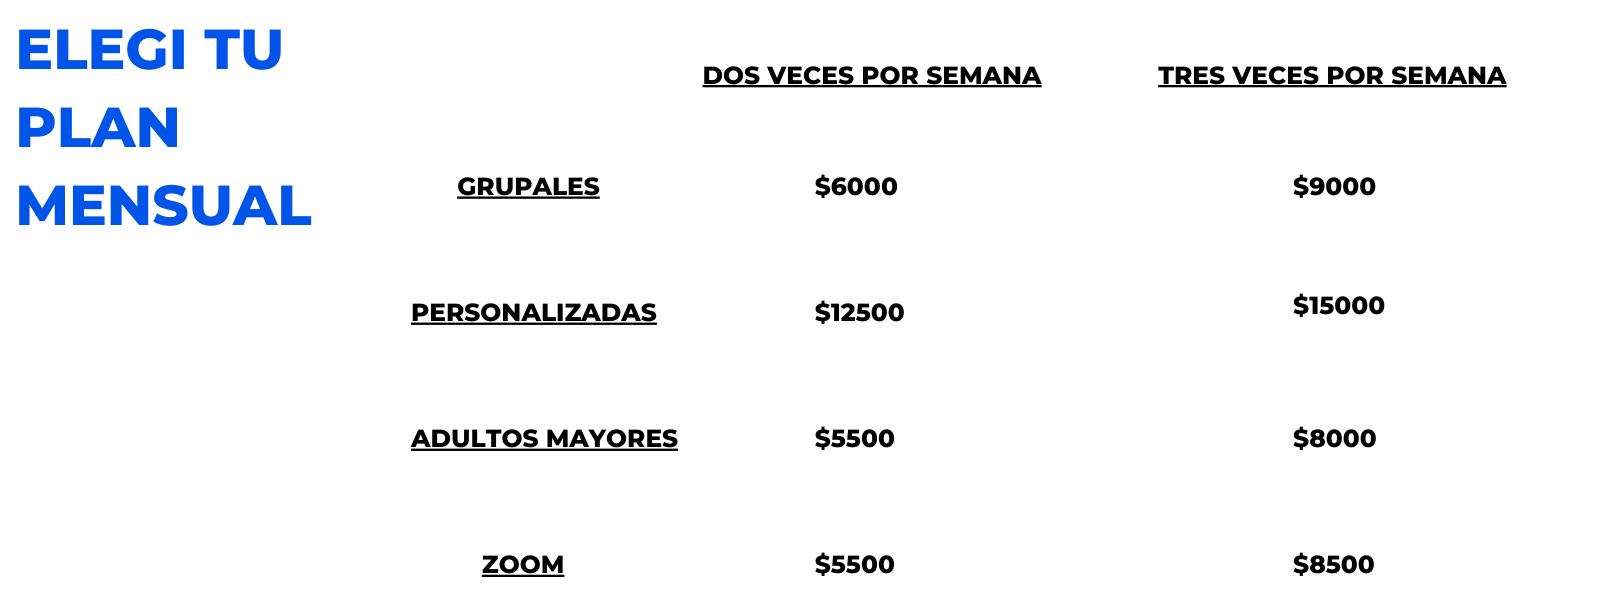 ELEGI TU
PLAN
MENSUAL
DOS VECES POR SEMANA TRES VECES POR SEMANA
GRUPALES $6000 $9000
PERSONALIZADAS $12500 $15000
ADULTOS MAYORES $5500 $8000
ZOOM $5500 $8500